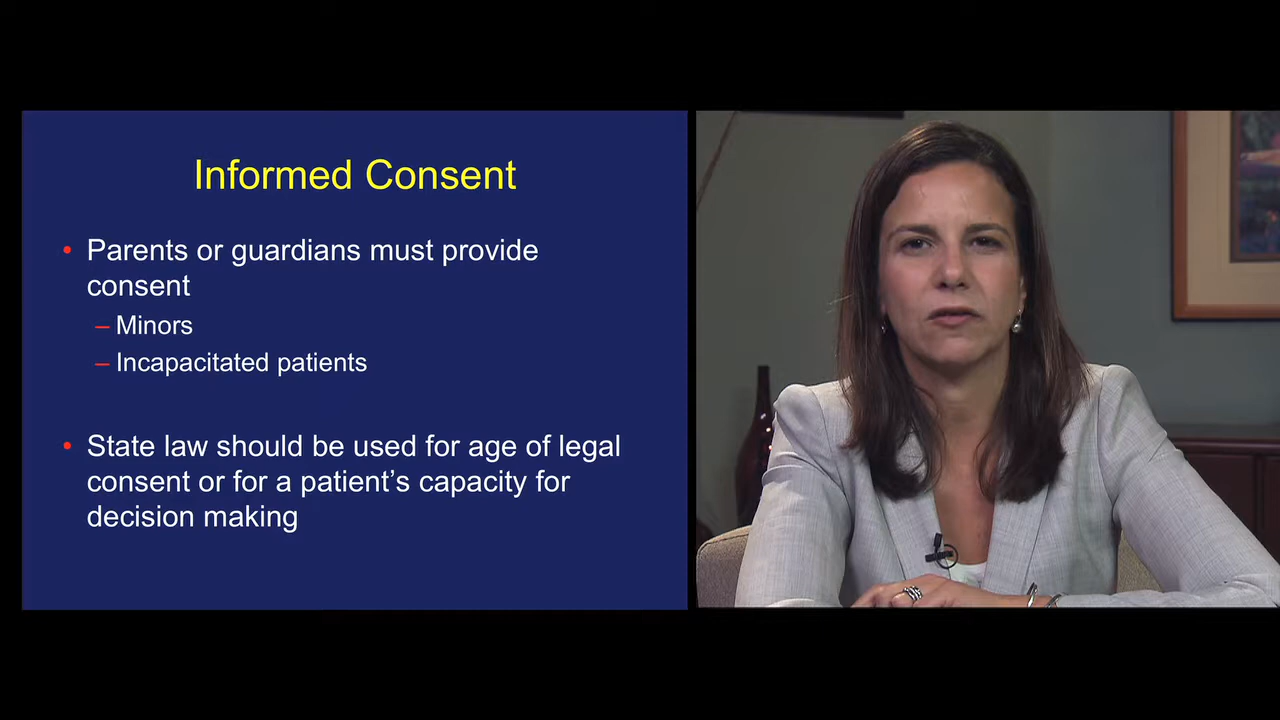 Informed Consent
• Parents or guardians must provide
consent
– Minors
– Incapacitated patients
• State law should be used for age of legal
consent or for a patient’s capacity for
decision making